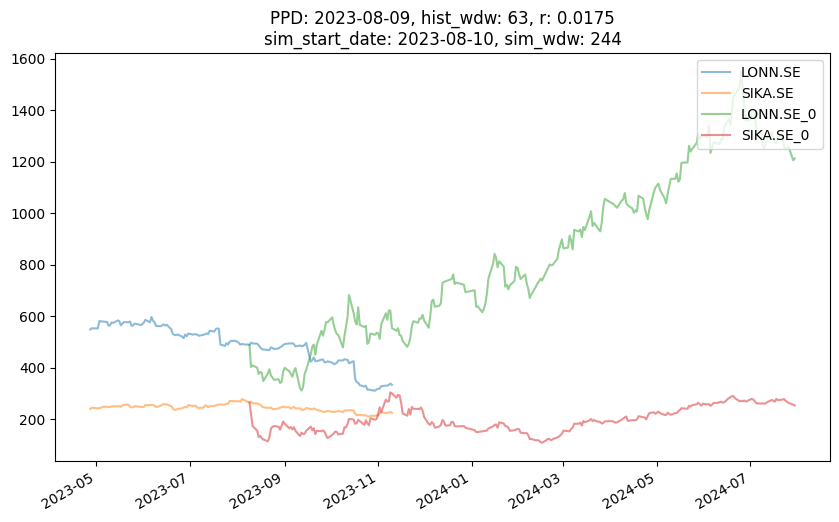 PPD: 2023-08-09, hist_wdw: 63, r: 0.0175
sim_start_date: 2023-08-10, sim_wdw: 244
1600
1400
1200
1000
800
600
400
200
LONN.SE
SIKA.SE
LONN.SE_0
SIKA.SE_0
2023-05
2023-07
2023-09
2023-11
2024-01
2024-03
2024-05
2024-07